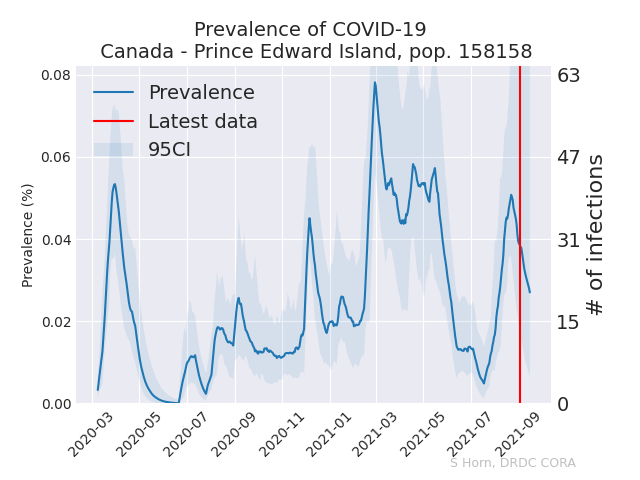 Prevalence of COVID-19
Canada - Prince Edward Island, pop. 158158
Prevalence
Latest data
95CI
Prevalence (%)
0.08
0.06
0.04
0.02
0.00
63
47
31
15
0
# of infections
2020-03
2020-05
2020-07
2020-09
2020-11
2021-01
2021-03
2021-05
2021-07
2021-09
S Horn, DRDC CORA